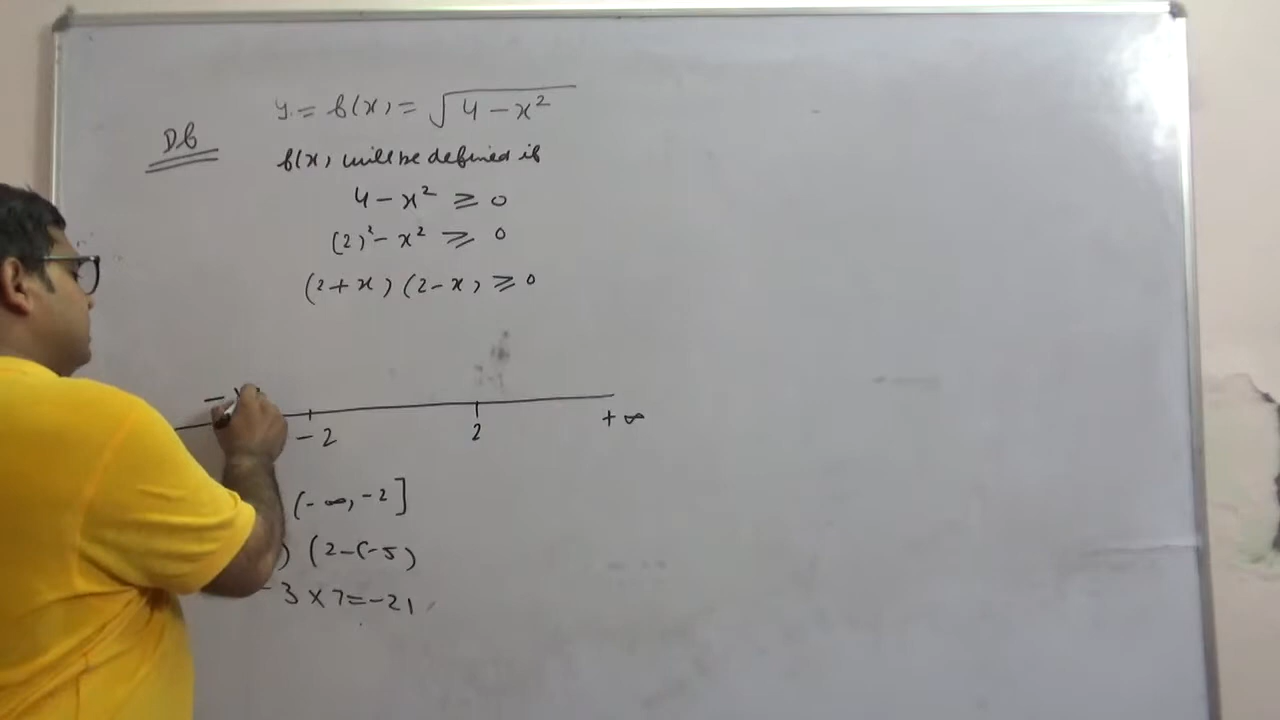 y = f(x) = √4 - x²
Df
f(x) will be defined if
4 - x² ≥ 0
(2)² - x² ≥ 0
(2 + x) (2 - x) ≥ 0
-
- 2 2 + ∞
(- ∞, -2]
) (2-(-5)
- 3 × 7 = -21